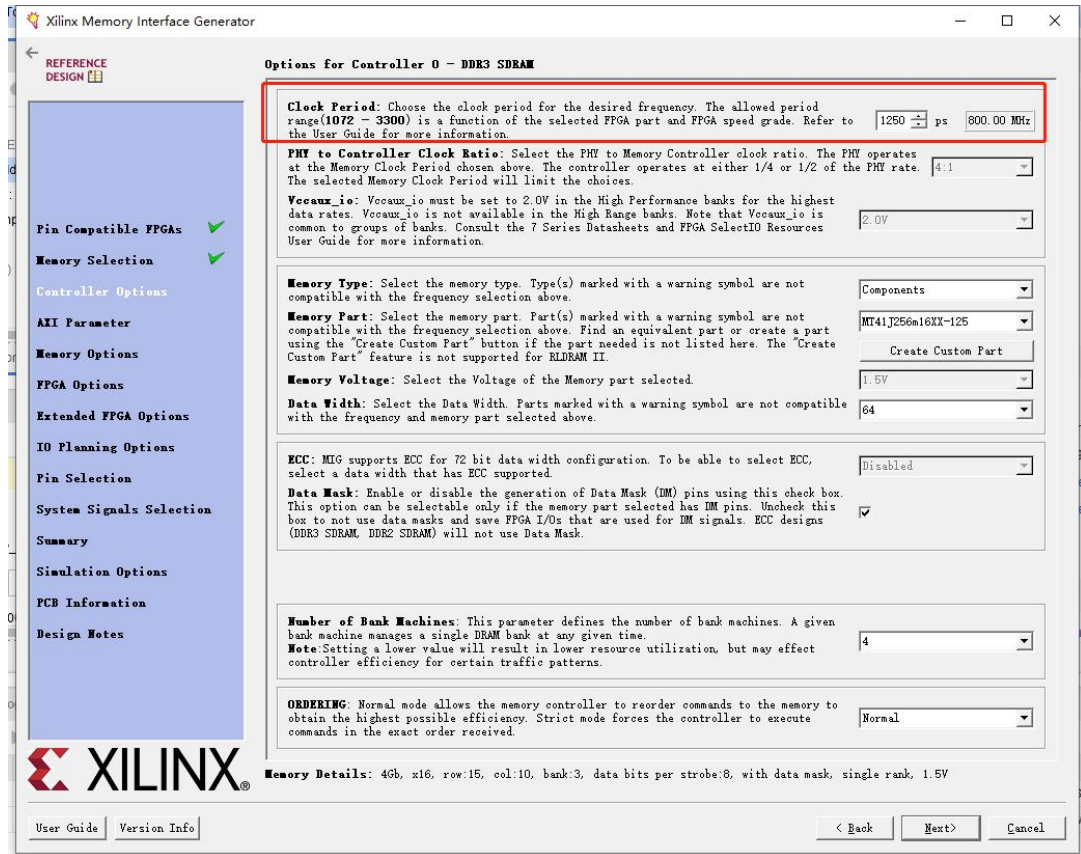 Xilinx Memory Interface Generator
REFERENCE
DESIGN
Options for Controller 0 - DDR3 SDRAM
Clock Period: Choose the clock period for the desired frequency. The allowed period
range(1072 - 3300) is a function of the selected FPGA part and FPGA speed grade. Refer to
the User Guide for more information.
1250 ps 800.00 MHz
PHY to Controller Clock Ratio: Select the PHY to Memory Controller clock ratio. The PHY operates
at the Memory Clock Period chosen above. The controller operates at either 1/4 or 1/2 of the PHY rate.
The selected Memory Clock Period will limit the choices.
4:1
Vccaux_io: Vccaux_io must be set to 2.0V in the High Performance banks for the highest
data rates. Vccaux_io is not available in the High Range banks. Note that Vccaux_io is
common to groups of banks. Consult the 7 Series Datasheets and FPGA SelectIO Resources
User Guide for more information.
2.0V
Pin Compatible FPGAs
Memory Selection
Controller Options
AXI Parameter
Memory Options
FPGA Options
Extended FPGA Options
IO Planning Options
Pin Selection
System Signals Selection
Summary
Simulation Options
PCB Information
Design Notes
Memory Type: Select the memory type. Type(s) marked with a warning symbol are not
compatible with the frequency selection above.
Components
Memory Part: Select the memory part. Part(s) marked with a warning symbol are not
compatible with the frequency selection above. Find an equivalent part or create a part
using the "Create Custom Part" button if the part needed is not listed here. The "Create
Custom Part" feature is not supported for RLDRAM II.
MT41J256m16XX-125
Create Custom Part
Memory Voltage: Select the Voltage of the Memory part selected.
1.5V
Data Width: Select the Data Width. Parts marked with a warning symbol are not compatible
with the frequency and memory part selected above.
64
ECC: MIG supports ECC for 72 bit data width configuration. To be able to select ECC,
select a data width that has ECC supported.
Disabled
Data Mask: Enable or disable the generation of Data Mask (DM) pins using this check box.
This option can be selectable only if the memory part selected has DM pins. Uncheck this
box to not use data masks and save FPGA I/Os that are used for DM signals. ECC designs
(DDR3 SDRAM, DDR2 SDRAM) will not use Data Mask.
Number of Bank Machines: This parameter defines the number of bank machines. A given
bank machine manages a single DRAM bank at any given time.
Note:Setting a lower value will result in lower resource utilization, but may effect
controller efficiency for certain traffic patterns.
4
ORDERING: Normal mode allows the memory controller to reorder commands to the memory to
obtain the highest possible efficiency. Strict mode forces the controller to execute
commands in the exact order received.
Normal
XILINX®
Memory Details: 4Gb, x16, row:15, col:10, bank:3, data bits per strobe:8, with data mask, single rank, 1.5V
User Guide Version Info < Back Next> Cancel